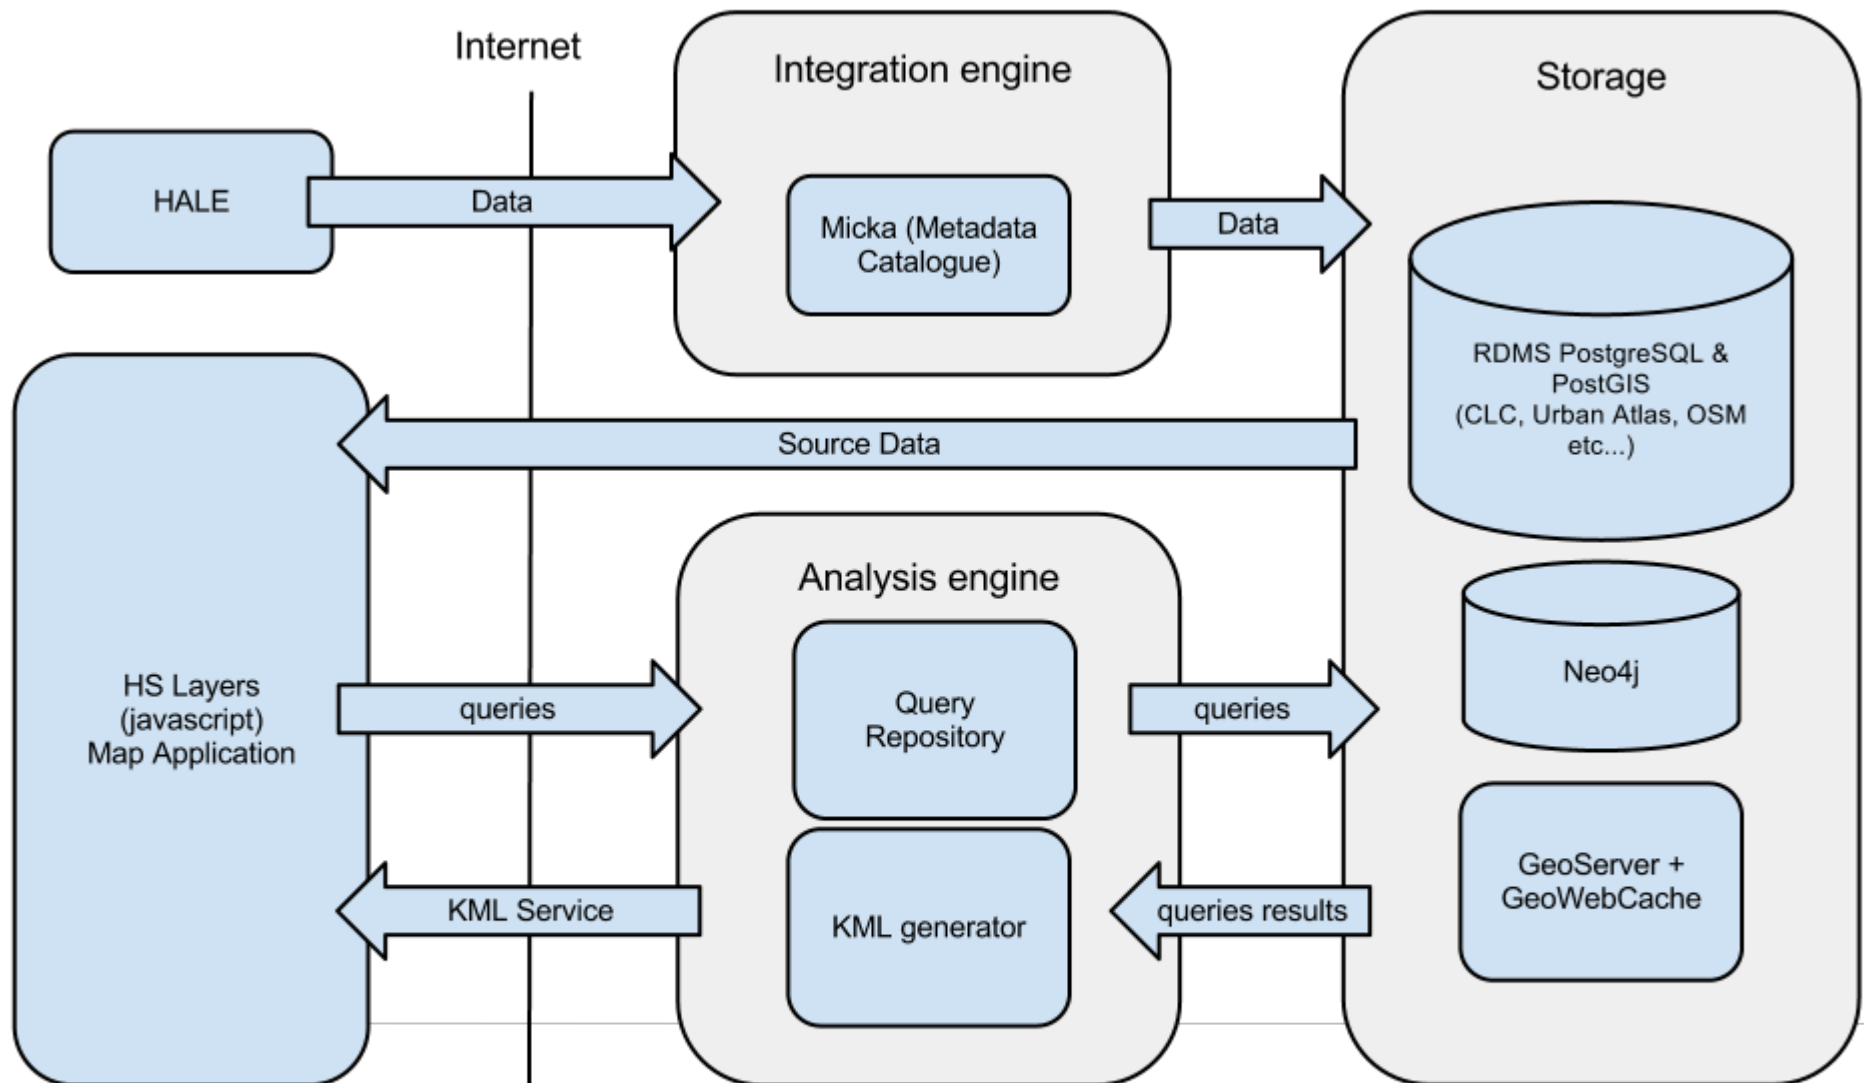 Internet
Integration engine
Storage
HALE
Data
Micka (Metadata
Catalogue)
Data
RDMS PostgreSQL &
PostGIS
(CLC, Urban Atlas, OSM
etc...)
Source Data
Analysis engine
Neo4j
HS Layers
(javascript)
Map Application
queries
Query
Repository
queries
GeoServer +
GeoWebCache
KML Service
KML generator
queries results